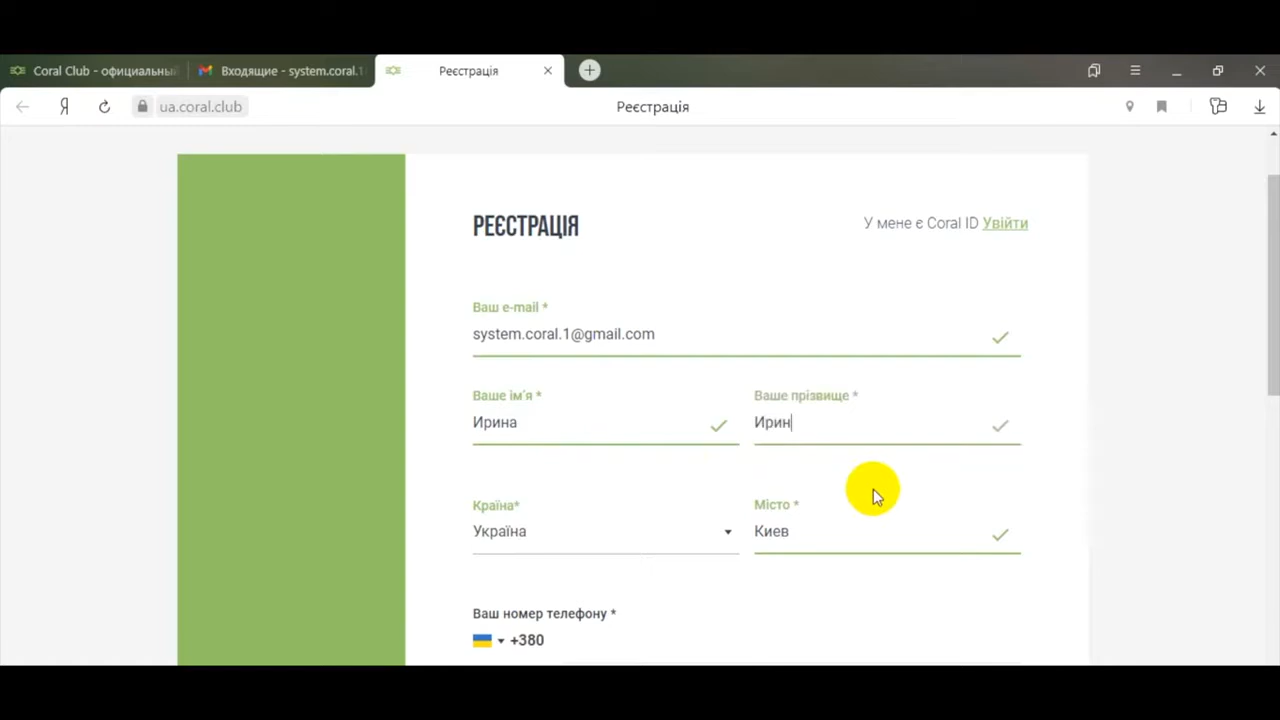 Coral Club - официальны
Входящие - system.coral.1
Реєстрація
ua.coral.club
Реєстрація
РЕЄСТРАЦІЯ
У мене є Coral ID Увійти
Ваш e-mail *
system.coral.1@gmail.com
Ваше ім'я *
Ваше прізвище *
Ирина
Ирин
Країна*
Місто *
Україна
Киев
Ваш номер телефону *
+380